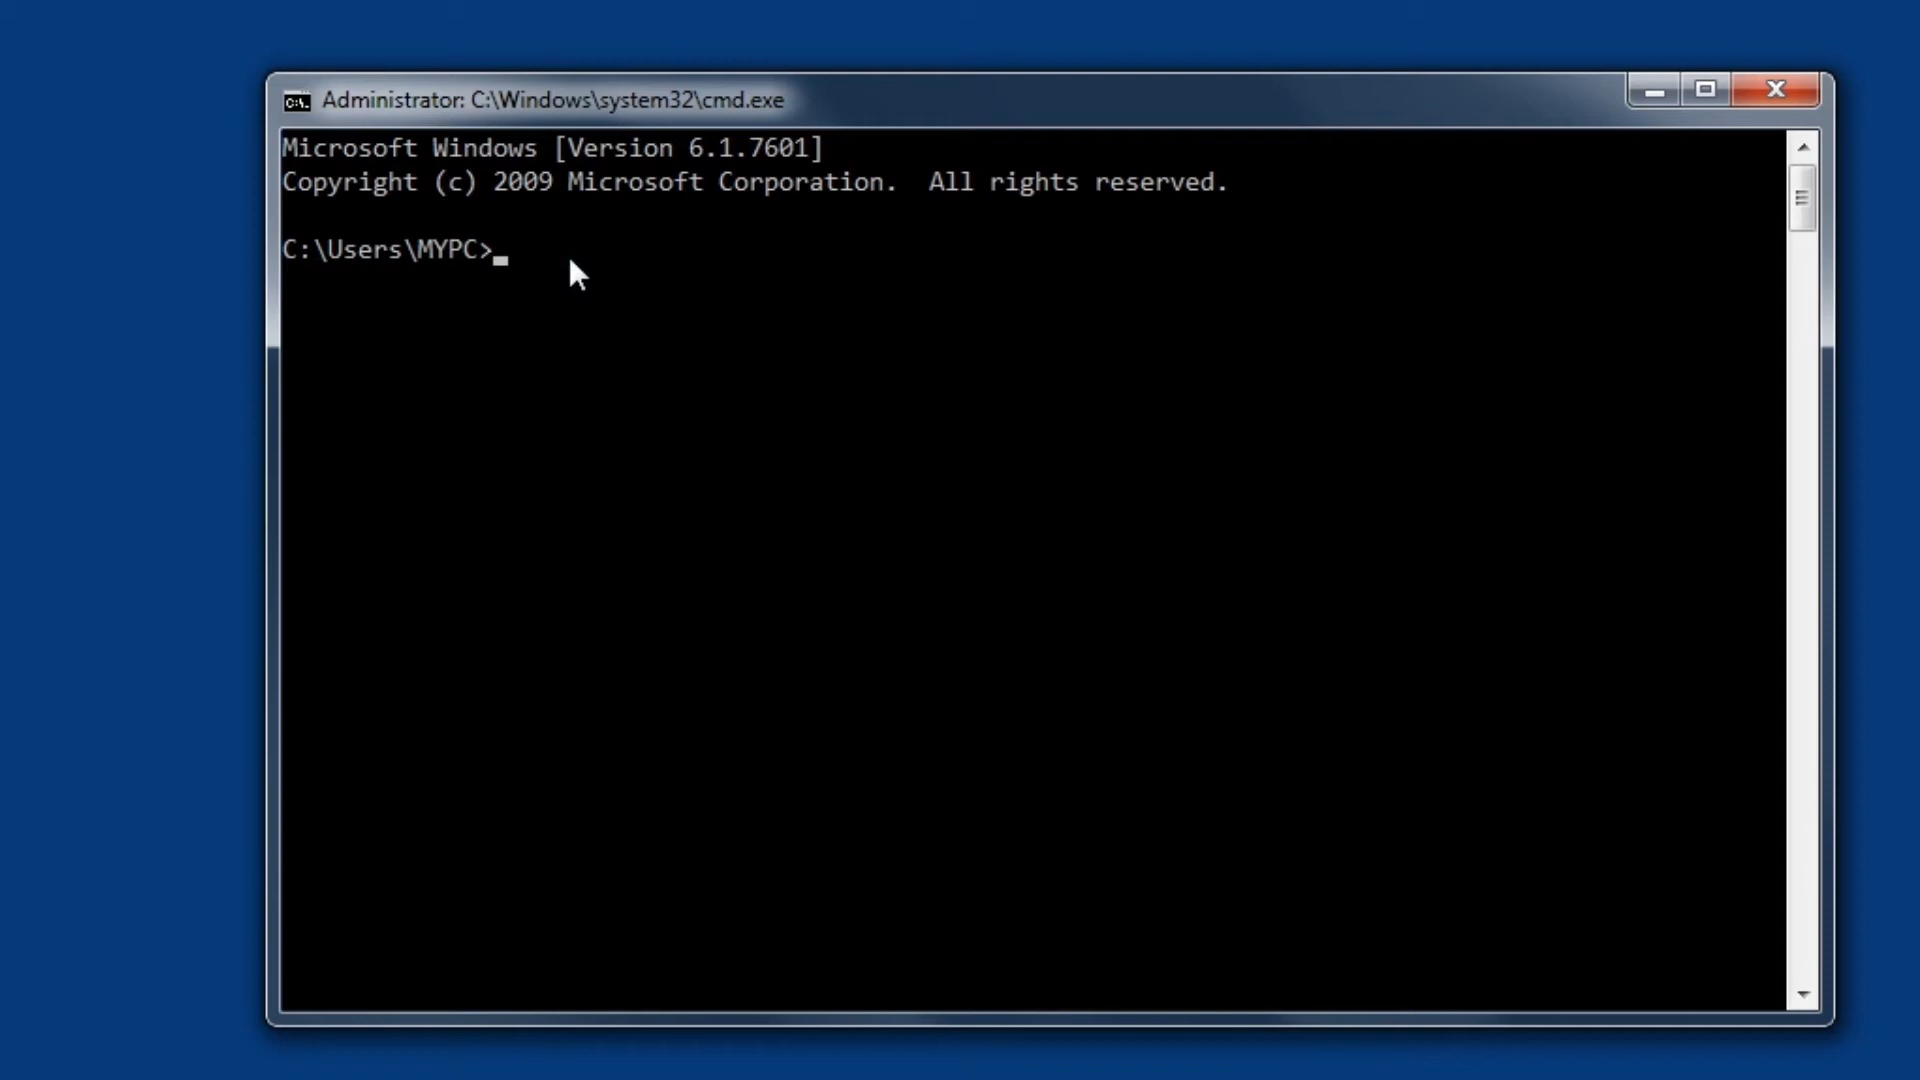 Administrator: C:\Windows\system32\cmd.exe
Microsoft Windows [Version 6.1.7601]
Copyright (c) 2009 Microsoft Corporation.  All rights reserved.
C:\Users\MYPC>_